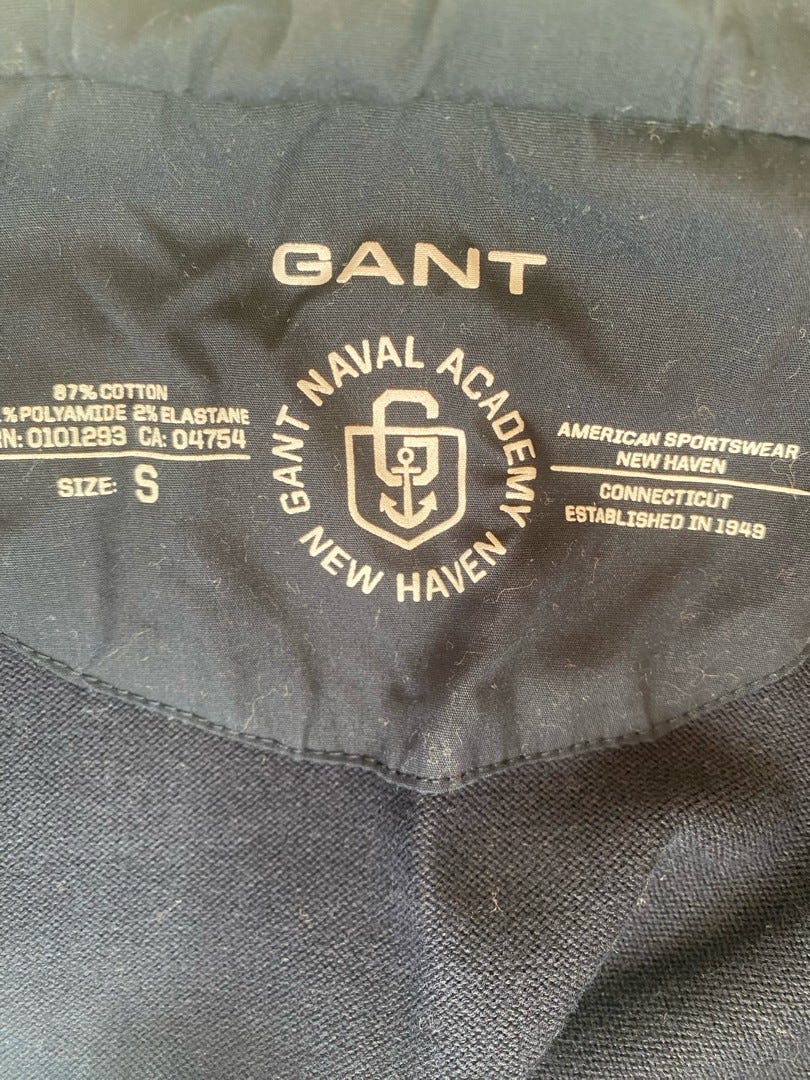 GANT
GANT NAVAL ACADEMY
NEW HAVEN
87% COTTON
% POLYAMIDE 2% ELASTANE
N: 0101293 CA: 04754
SIZE: S
AMERICAN SPORTSWEAR
NEW HAVEN
CONNECTICUT
ESTABLISHED IN 1949